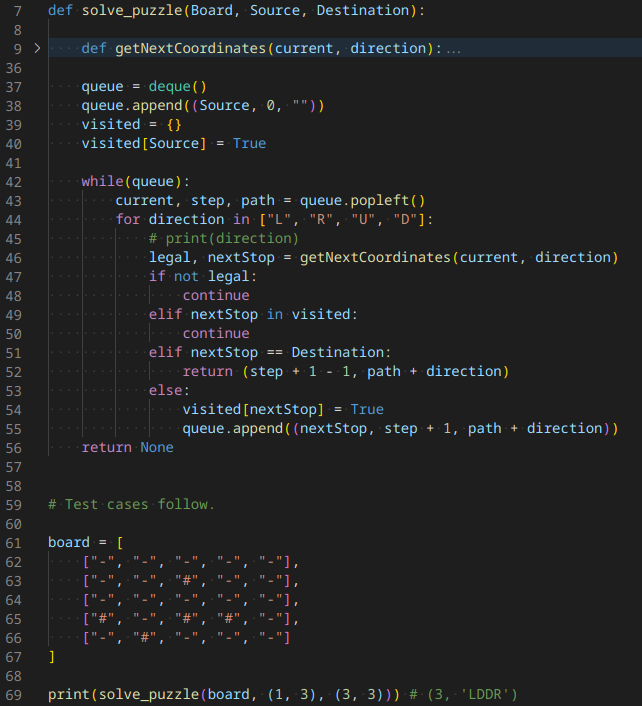 7 def solve_puzzle(Board, Source, Destination):
8
9 > def getNextCoordinates(current, direction):...
36
37     queue = deque()
38     queue.append((Source, 0, ""))
39     visited = {}
40     visited[Source] = True
41
42     while(queue):
43         current, step, path = queue.popleft()
44         for direction in ["L", "R", "U", "D"]:
45             # print(direction)
46             legal, nextStop = getNextCoordinates(current, direction)
47             if not legal:
48                 continue
49             elif nextStop in visited:
50                 continue
51             elif nextStop == Destination:
52                 return (step + 1 - 1, path + direction)
53             else:
54                 visited[nextStop] = True
55                 queue.append((nextStop, step + 1, path + direction))
56     return None
57
58
59 # Test cases follow.
60
61 board = [
62     ["-", "-", "-", "-", "-"],
63     ["-", "-", "#", "-", "-"],
64     ["-", "-", "-", "-", "-"],
65     ["#", "-", "#", "#", "-"],
66     ["-", "#", "-", "-", "-"]
67 ]
68
69 print(solve_puzzle(board, (1, 3), (3, 3))) # (3, 'LDDR')